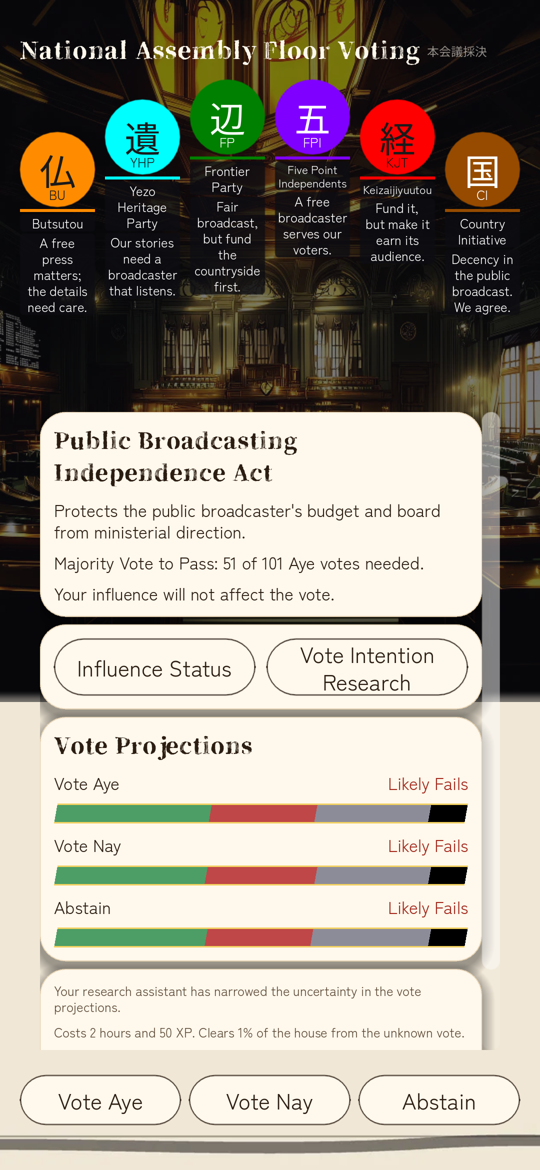 National Assembly Floor Voting 本会議採決
仏
BU
Butsutou
A free
press
matters;
the details
need care.
遺
YHP
Yezo
Heritage
Party
Our stories
need a
broadcaster
that listens.
辺
FP
Frontier
Party
Fair
broadcast,
but fund
the
countryside
first.
五
FPI
Five Point
Independents
A free
broadcaster
serves our
voters.
経
KJT
Keizaijiyuutou
Fund it,
but make it
earn its
audience.
国
CI
Country
Initiative
Decency in
the public
broadcast.
We agree.
Public Broadcasting
Independence Act
Protects the public broadcaster's budget and board
from ministerial direction.
Majority Vote to Pass: 51 of 101 Aye votes needed.
Your influence will not affect the vote.
Influence Status
Vote Intention
Research
Vote Projections
Vote Aye Likely Fails
Vote Nay Likely Fails
Abstain Likely Fails
Your research assistant has narrowed the uncertainty in the vote
projections.
Costs 2 hours and 50 XP. Clears 1% of the house from the unknown vote.
Vote Aye
Vote Nay
Abstain